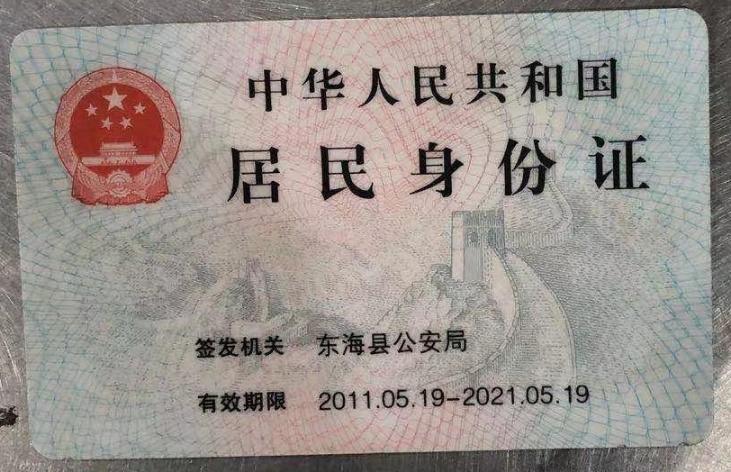 中华人民共和国
居民身份证
签发机关 东海县公安局
有效期限 2011.05.19-2021.05.19